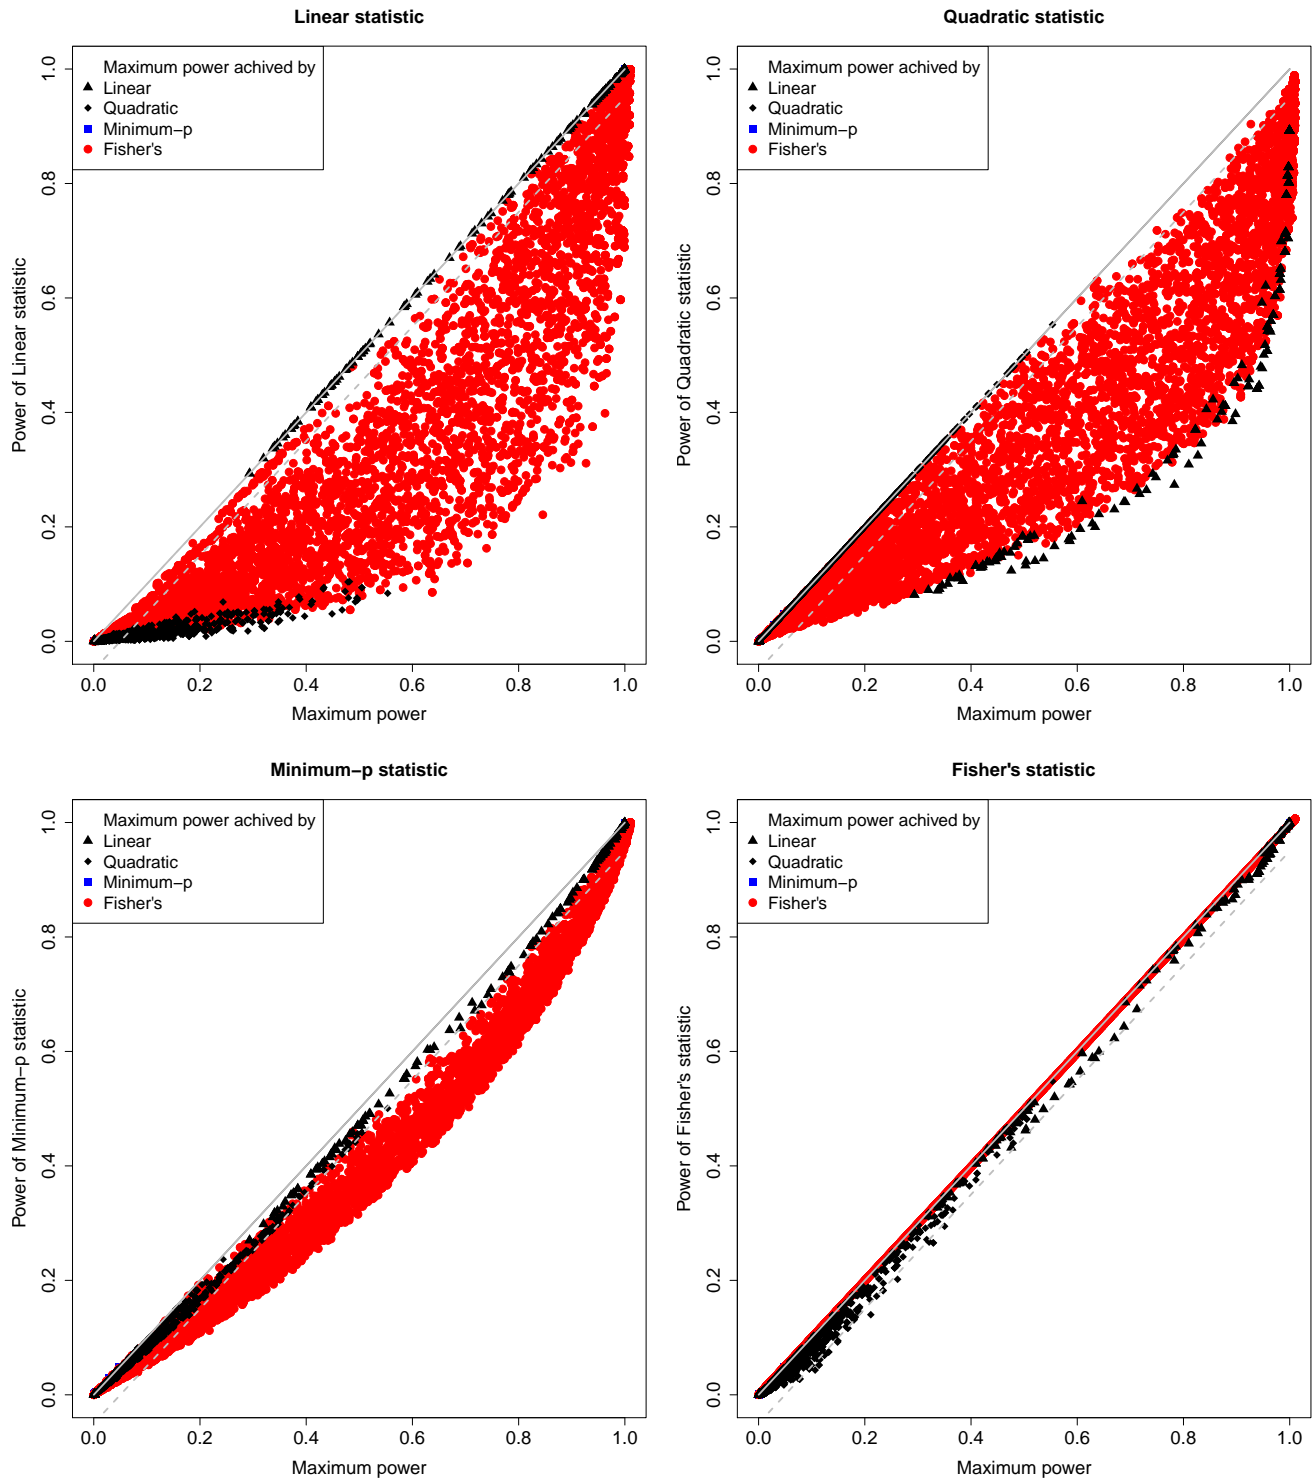 Linear statistic
Maximum power achived by
Linear
Quadratic
Minimum−p
Fisher's
Power of Linear statistic
0.0 0.2 0.4 0.6 0.8 1.0
0.0 0.2 0.4 0.6 0.8 1.0
Maximum power
Quadratic statistic
Maximum power achived by
Linear
Quadratic
Minimum−p
Fisher's
Power of Quadratic statistic
0.0 0.2 0.4 0.6 0.8 1.0
0.0 0.2 0.4 0.6 0.8 1.0
Maximum power
Minimum−p statistic
Maximum power achived by
Linear
Quadratic
Minimum−p
Fisher's
Power of Minimum−p statistic
0.0 0.2 0.4 0.6 0.8 1.0
0.0 0.2 0.4 0.6 0.8 1.0
Maximum power
Fisher's statistic
Maximum power achived by
Linear
Quadratic
Minimum−p
Fisher's
Power of Fisher's statistic
0.0 0.2 0.4 0.6 0.8 1.0
0.0 0.2 0.4 0.6 0.8 1.0
Maximum power